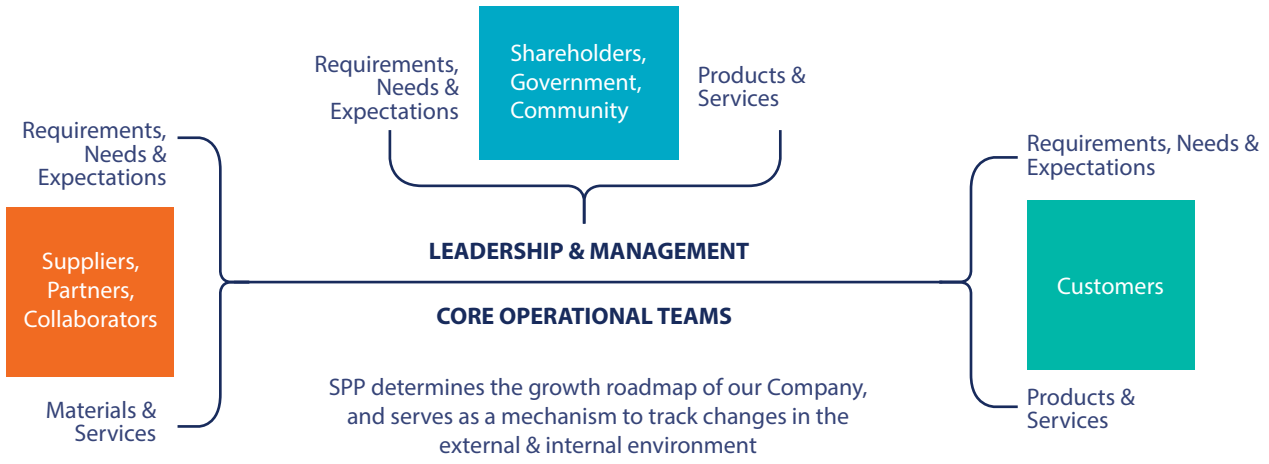 Requirements,
Needs &
Expectations
Shareholders,
Government,
Community
Products &
Services
Requirements,
Needs &
Expectations
Suppliers,
Partners,
Collaborators
Materials &
Services
LEADERSHIP & MANAGEMENT
CORE OPERATIONAL TEAMS
SPP determines the growth roadmap of our Company,
and serves as a mechanism to track changes in the
external & internal environment
Requirements, Needs &
Expectations
Customers
Products &
Services